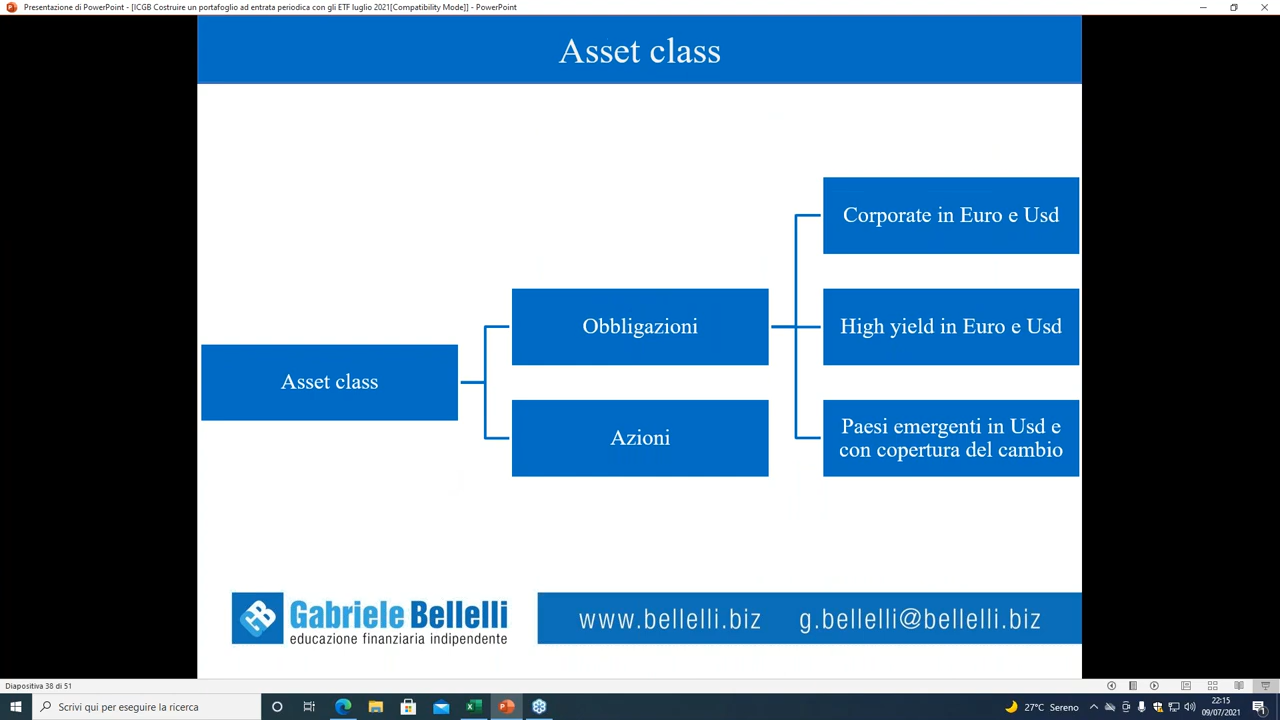 Presentazione di PowerPoint - [ICGB Costruire un portafoglio ad entrata periodica con gli ETF luglio 2021[Compatibility Mode]] - PowerPoint
Asset class
Corporate in Euro e Usd
Obbligazioni
High yield in Euro e Usd
Asset class
Azioni
Paesi emergenti in Usd e
con copertura del cambio
Gabriele Bellelli
educazione finanziaria indipendente
www.bellelli.biz g.bellelli@bellelli.biz
Diapositiva 38 di 51
Scrivi qui per eseguire la ricerca
27°C Sereno
22:15
09/07/2021